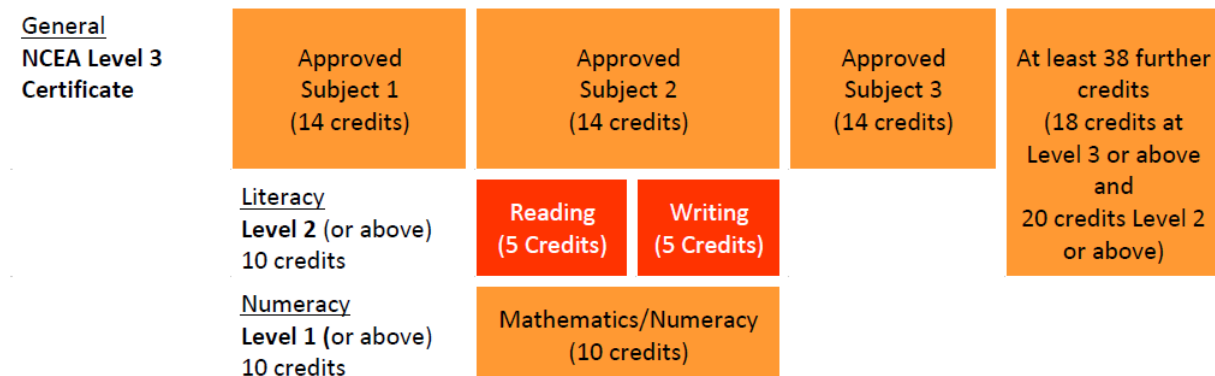 General
NCEA Level 3
Certificate
Approved
Subject 1
(14 credits)
Approved
Subject 2
(14 credits)
Approved
Subject 3
(14 credits)
At least 38 further
credits
(18 credits at
Level 3 or above
and
20 credits Level 2
or above)
Literacy
Level 2 (or above)
10 credits
Reading
(5 Credits)
Writing
(5 Credits)
Numeracy
Level 1 (or above)
10 credits
Mathematics/Numeracy
(10 credits)